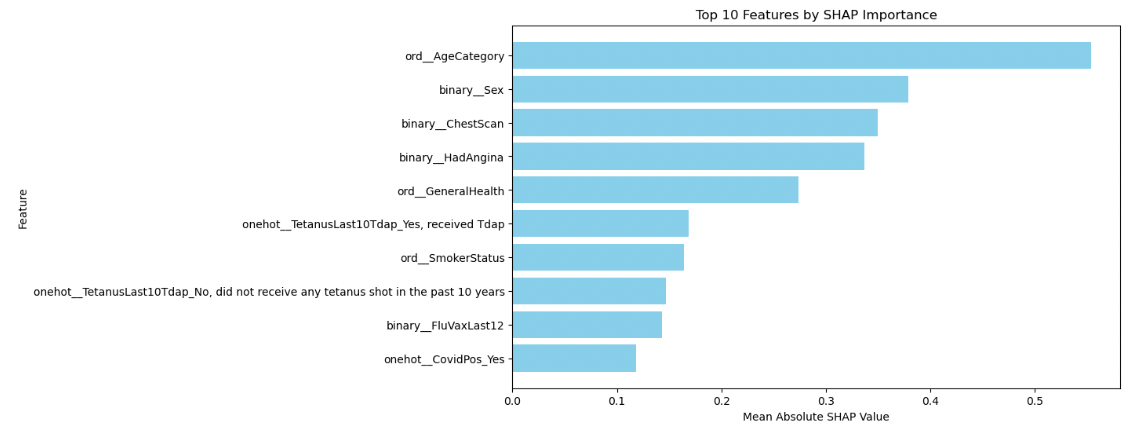 Top 10 Features by SHAP Importance
Feature
ord__AgeCategory
binary__Sex
binary__ChestScan
binary__HadAngina
ord__GeneralHealth
onehot__TetanusLast10Tdap_Yes, received Tdap
ord__SmokerStatus
onehot__TetanusLast10Tdap_No, did not receive any tetanus shot in the past 10 years
binary__FluVaxLast12
onehot__CovidPos_Yes
0.0 0.1 0.2 0.3 0.4 0.5
Mean Absolute SHAP Value